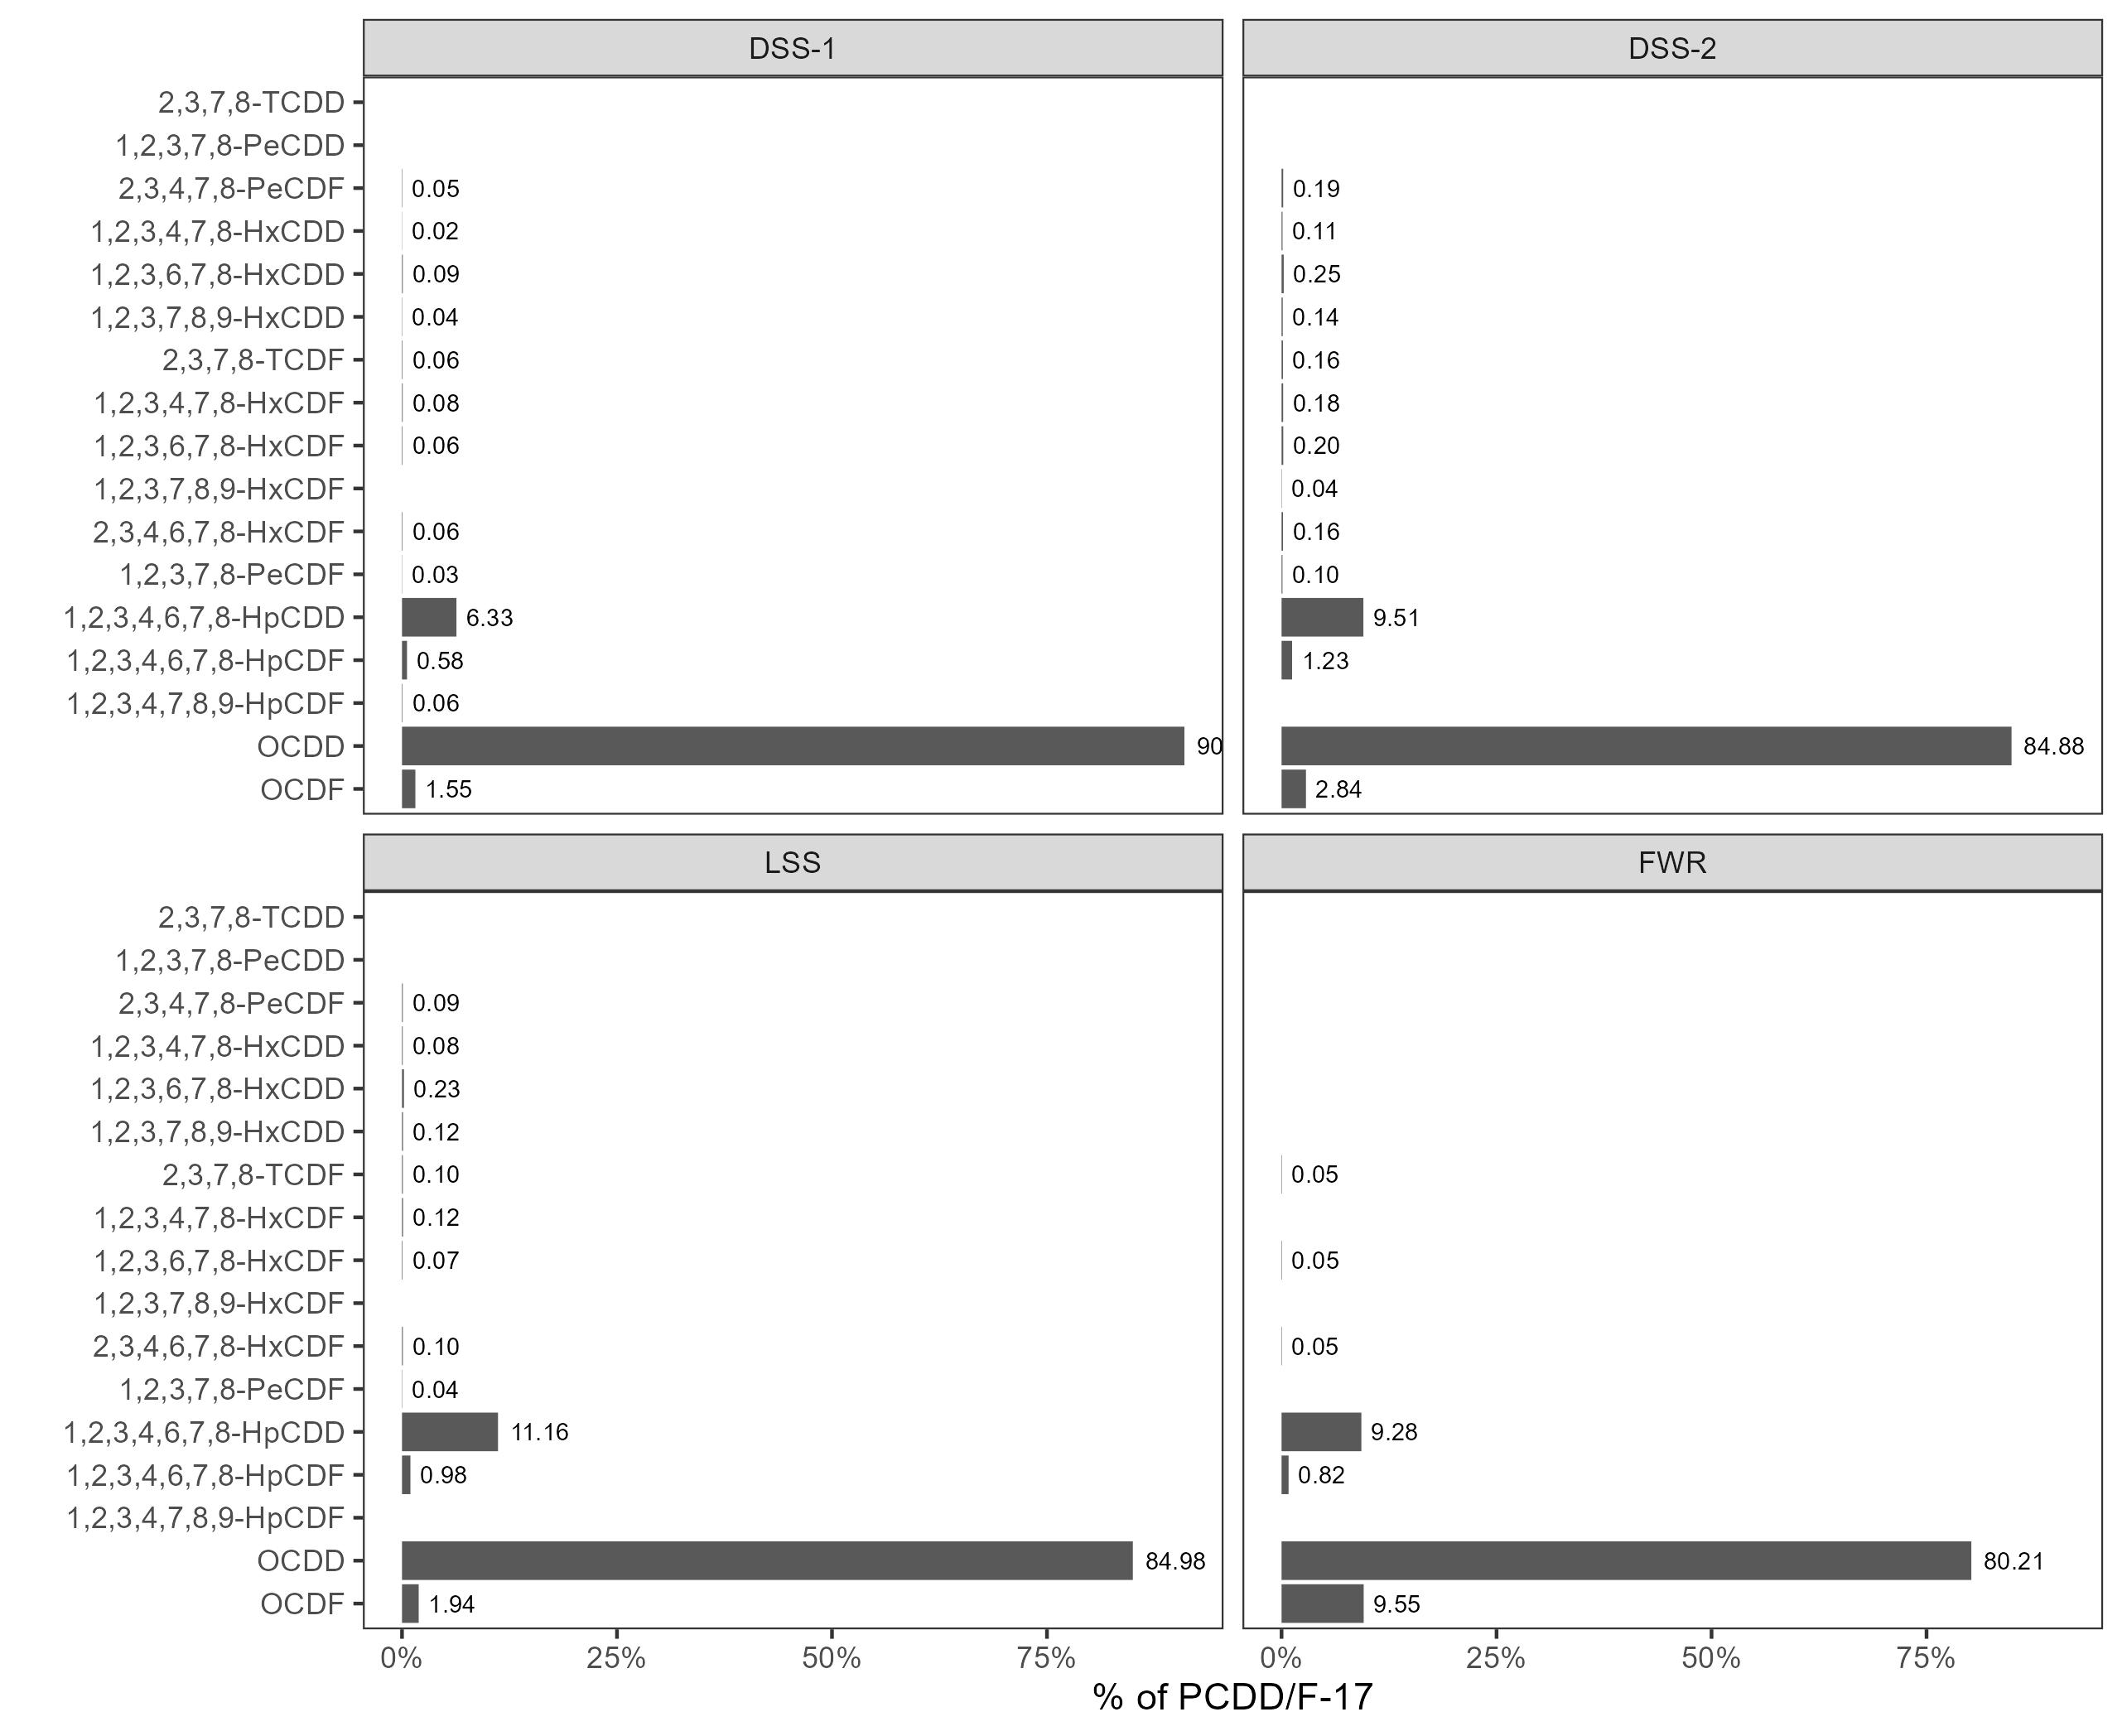 DSS-1
DSS-2
2,3,7,8-TCDD
1,2,3,7,8-PeCDD
2,3,4,7,8-PeCDF 0.05 0.19
1,2,3,4,7,8-HxCDD 0.02 0.11
1,2,3,6,7,8-HxCDD 0.09 0.25
1,2,3,7,8,9-HxCDD 0.04 0.14
2,3,7,8-TCDF 0.06 0.16
1,2,3,4,7,8-HxCDF 0.08 0.18
1,2,3,6,7,8-HxCDF 0.06 0.20
1,2,3,7,8,9-HxCDF 0.04
2,3,4,6,7,8-HxCDF 0.06 0.16
1,2,3,7,8-PeCDF 0.03 0.10
1,2,3,4,6,7,8-HpCDD 6.33 9.51
1,2,3,4,6,7,8-HpCDF 0.58 1.23
1,2,3,4,7,8,9-HpCDF 0.06
OCDD 90 84.88
OCDF 1.55 2.84
LSS
FWR
2,3,7,8-TCDD
1,2,3,7,8-PeCDD
2,3,4,7,8-PeCDF 0.09
1,2,3,4,7,8-HxCDD 0.08
1,2,3,6,7,8-HxCDD 0.23
1,2,3,7,8,9-HxCDD 0.12
2,3,7,8-TCDF 0.10 0.05
1,2,3,4,7,8-HxCDF 0.12
1,2,3,6,7,8-HxCDF 0.07 0.05
1,2,3,7,8,9-HxCDF
2,3,4,6,7,8-HxCDF 0.10 0.05
1,2,3,7,8-PeCDF 0.04
1,2,3,4,6,7,8-HpCDD 11.16 9.28
1,2,3,4,6,7,8-HpCDF 0.98 0.82
1,2,3,4,7,8,9-HpCDF
OCDD 84.98 80.21
OCDF 1.94 9.55
0% 25% 50% 75% 0% 25% 50% 75%
% of PCDD/F-17